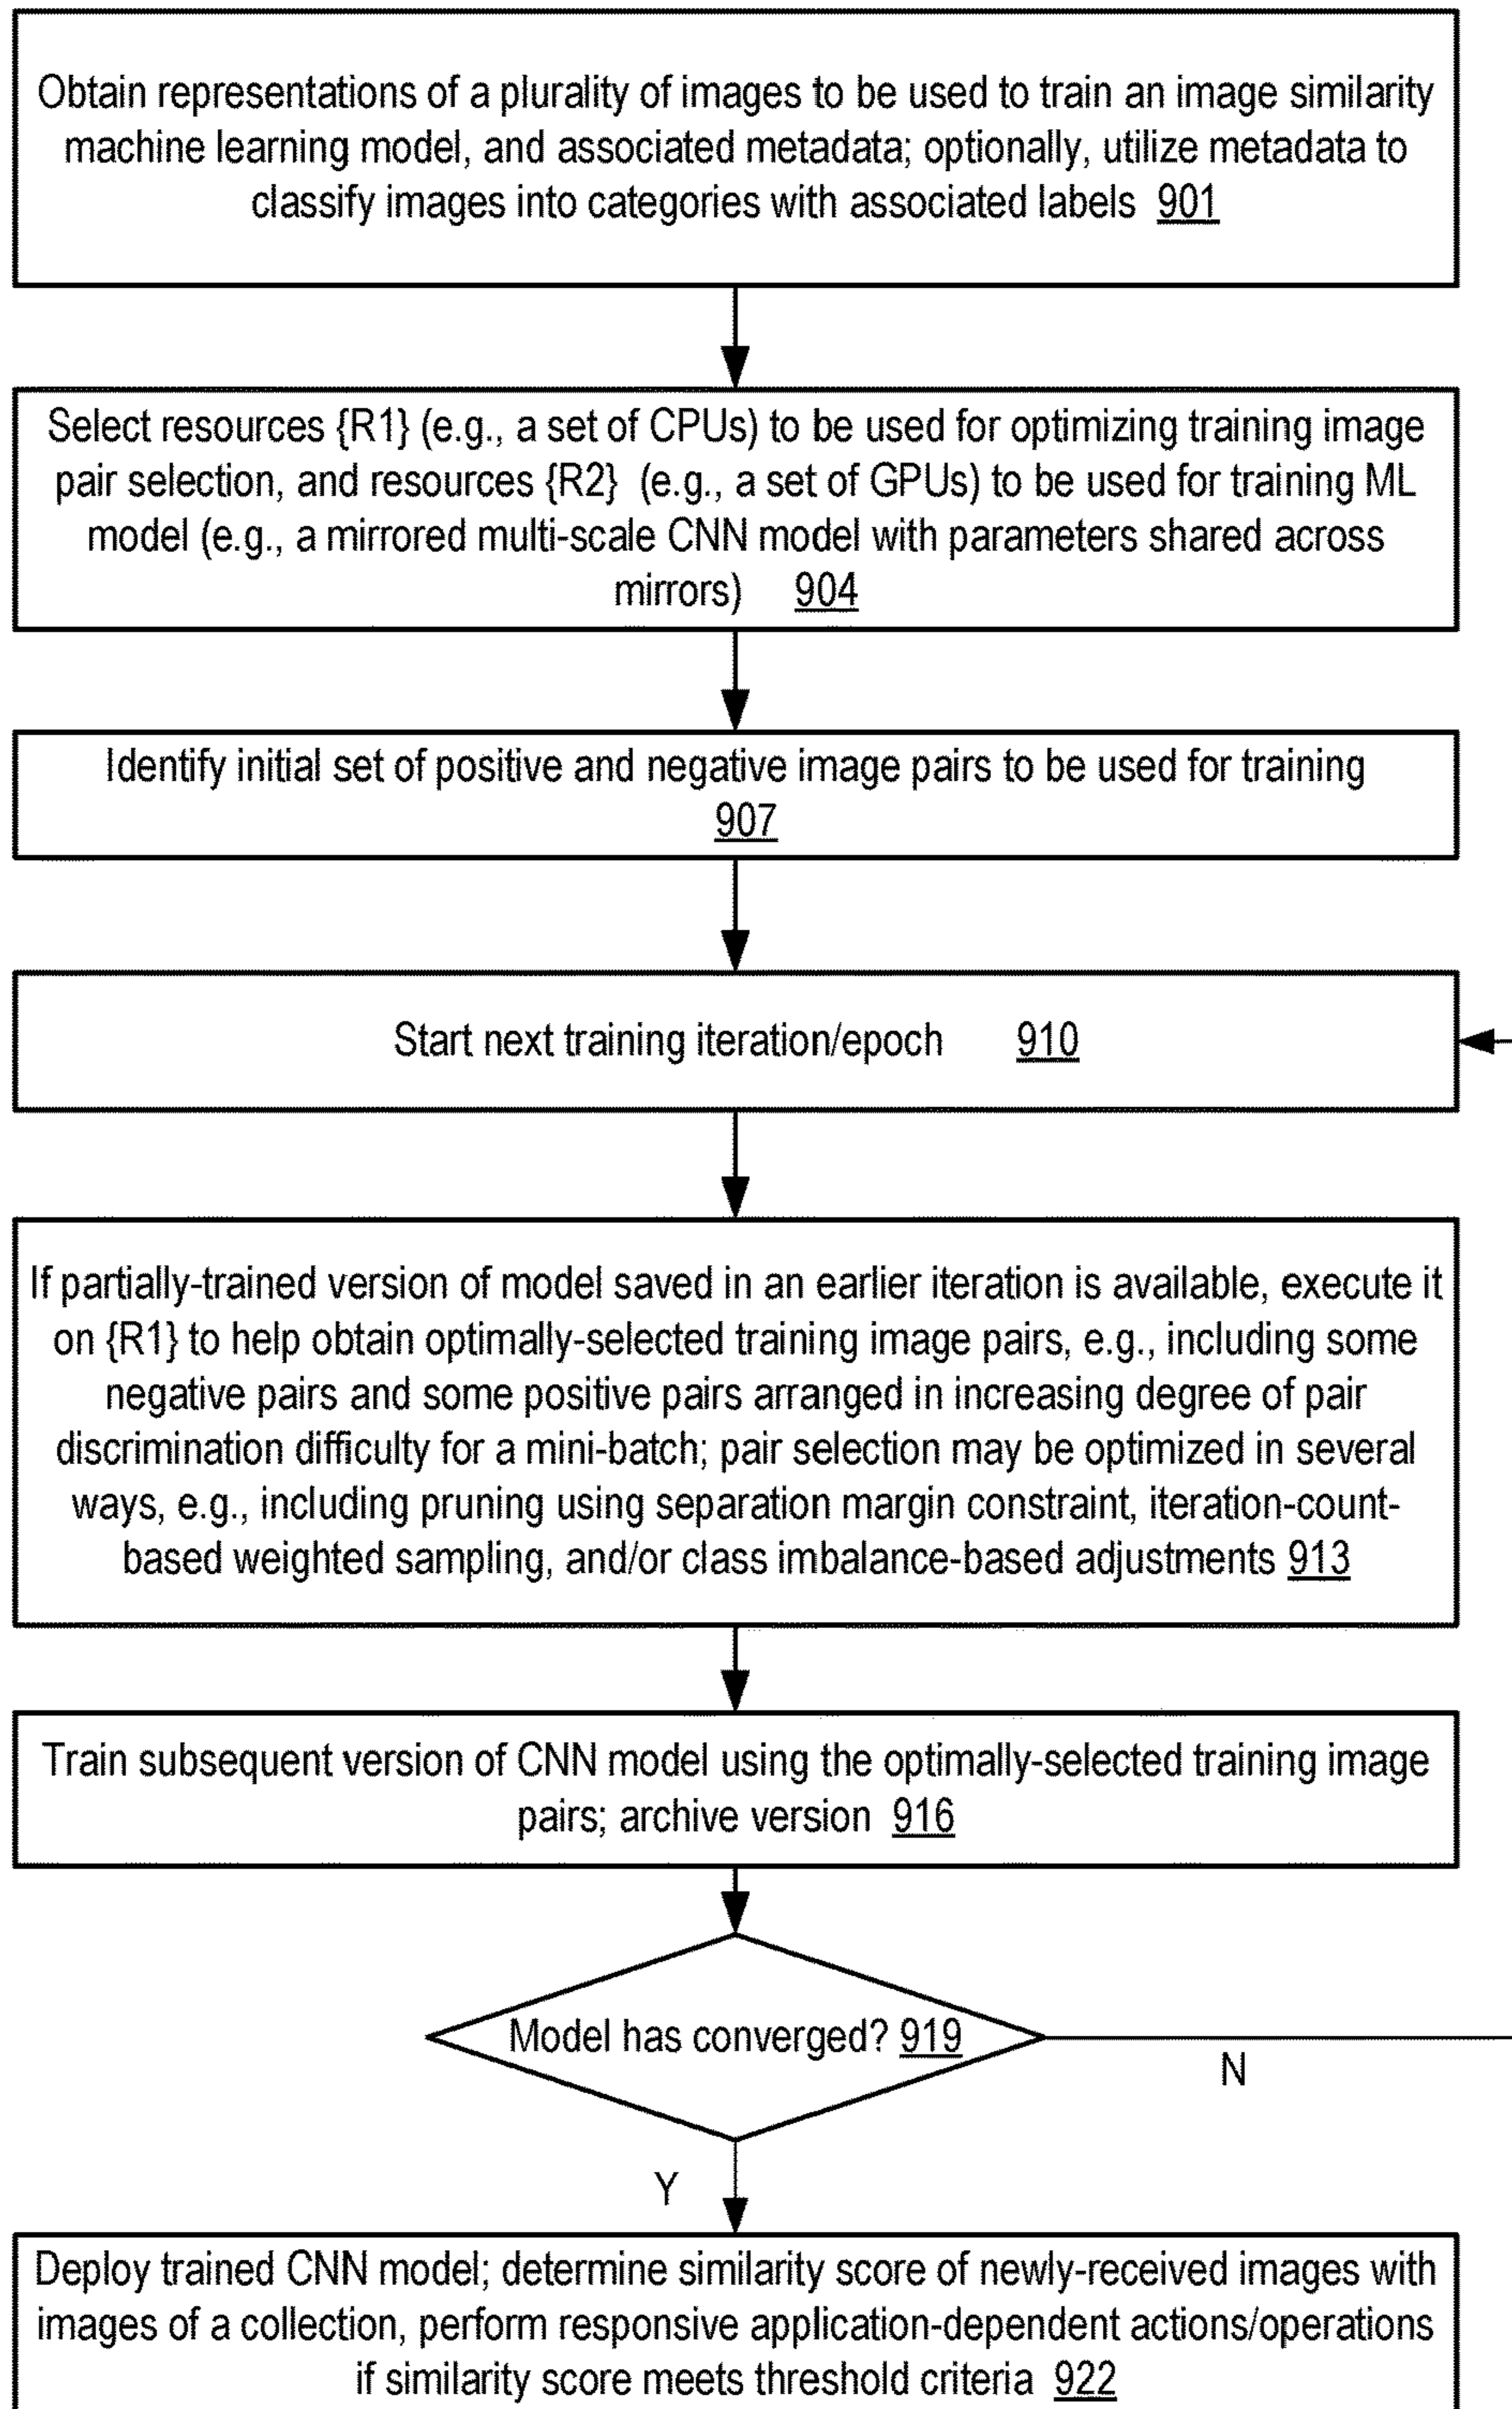 Obtain representations of a plurality of images to be used to train an image similarity
machine learning model, and associated metadata; optionally, utilize metadata to
classify images into categories with associated labels 901
Select resources {R1} (e.g., a set of CPUs) to be used for optimizing training image
pair selection, and resources {R2} (e.g., a set of GPUs) to be used for training ML
model (e.g., a mirrored multi-scale CNN model with parameters shared across
mirrors) 904
Identify initial set of positive and negative image pairs to be used for training
907
Start next training iteration/epoch 910
If partially-trained version of model saved in an earlier iteration is available, execute it
on {R1} to help obtain optimally-selected training image pairs, e.g., including some
negative pairs and some positive pairs arranged in increasing degree of pair
discrimination difficulty for a mini-batch; pair selection may be optimized in several
ways, e.g., including pruning using separation margin constraint, iteration-count-
based weighted sampling, and/or class imbalance-based adjustments 913
Train subsequent version of CNN model using the optimally-selected training image
pairs; archive version 916
Model has converged? 919
N
Y
Deploy trained CNN model; determine similarity score of newly-received images with
images of a collection, perform responsive application-dependent actions/operations
if similarity score meets threshold criteria 922